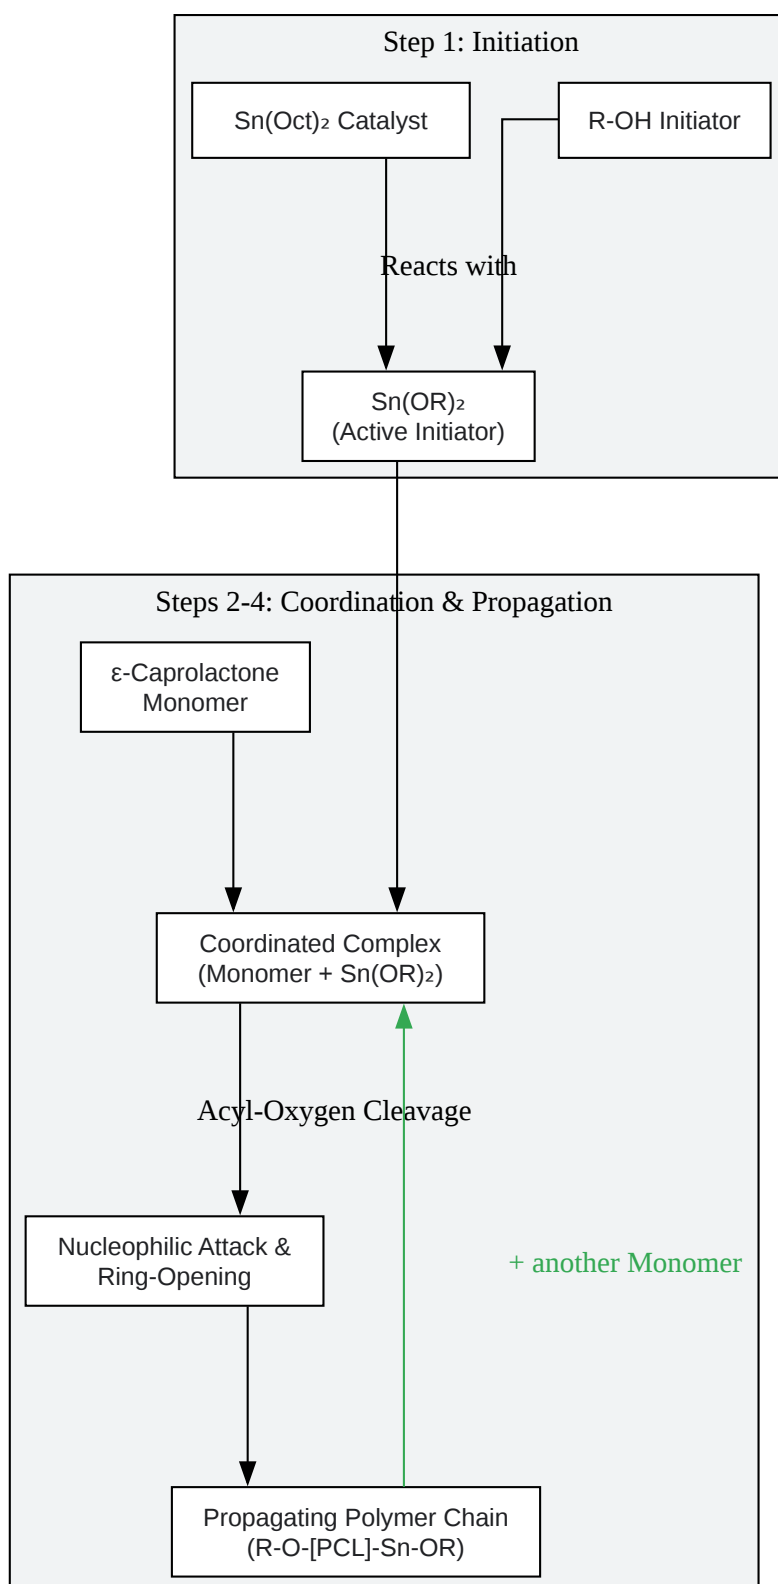 Step 1: Initiation
Sn(Oct)₂ Catalyst
R-OH Initiator
Reacts with
Sn(OR)₂
(Active Initiator)
Steps 2-4: Coordination & Propagation
ε-Caprolactone
Monomer
Coordinated Complex
(Monomer + Sn(OR)₂)
Acyl-Oxygen Cleavage
Nucleophilic Attack &
Ring-Opening
+ another Monomer
Propagating Polymer Chain
(R-O-[PCL]-Sn-OR)